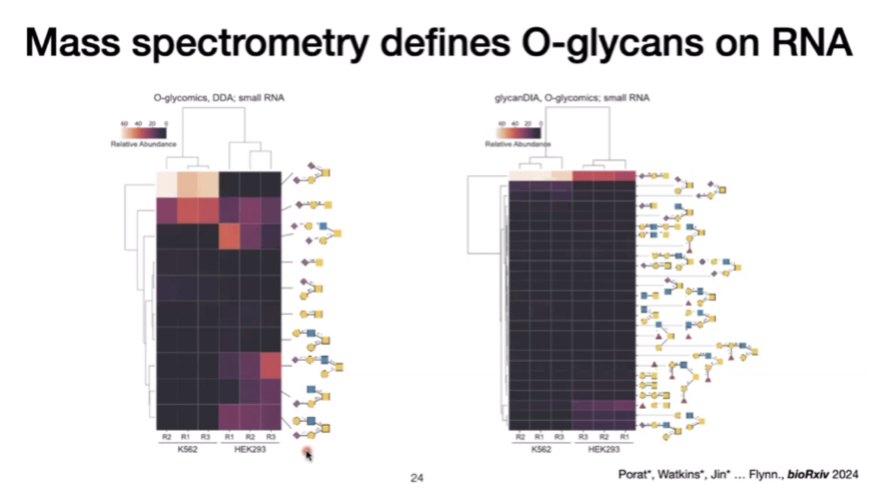 Mass spectrometry defines O-glycans on RNA
O-glycomics, DDA; small RNA
60 40 20 0
Relative Abundance
R2 R1 R3 R1 R2 R3
K562 HEK293
glycanDIA, O-glycomics; small RNA
60 40 20 0
Relative Abundance
R2 R1 R3 R3 R2 R1
K562 HEK293
24
Porat*, Watkins*, Jin* ... Flynn., bioRxiv 2024